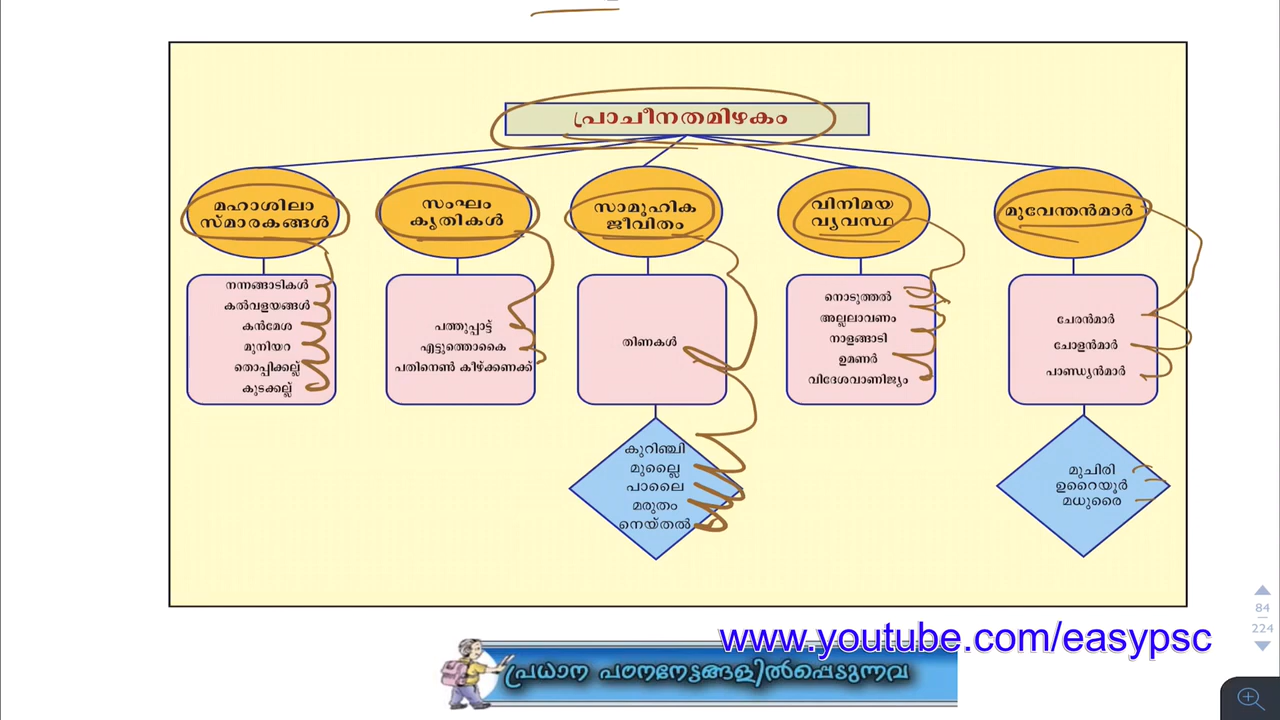 പ്രാചീനതമിഴകം
മഹാശിലാ
സ്മാരകങ്ങൾ
നന്നങ്ങാടികൾ
കൽവളയങ്ങൾ
കൻമേശ
മുനിയറ
തൊപ്പിക്കല്ല്
കുടക്കല്ല്
സംഘം
കൃതികൾ
പത്തുപ്പാട്ട്
എട്ടുത്തൊകൈ
പതിനെൺ കീഴ്ക്കണക്ക്
സാമൂഹിക
ജീവിതം
തിണകൾ
കുറിഞ്ചി
മുല്ലൈ
പാലൈ
മരുതം
നെയ്തൽ
വിനിമയ
വ്യവസ്ഥ
നൊടുത്തൽ
അല്ലലാവണം
നാളങ്ങാടി
ഉമണർ
വിദേശവാണിജ്യം
മൂവേന്തൻമാർ
ചേരൻമാർ
ചോളൻമാർ
പാണ്ഡ്യൻമാർ
മുചിരി
ഉറൈയൂർ
മധുരൈ
84
224
www.youtube.com/easypsc
പ്രധാന പഠനനേട്ടങ്ങളിൽപ്പെടുന്നവ